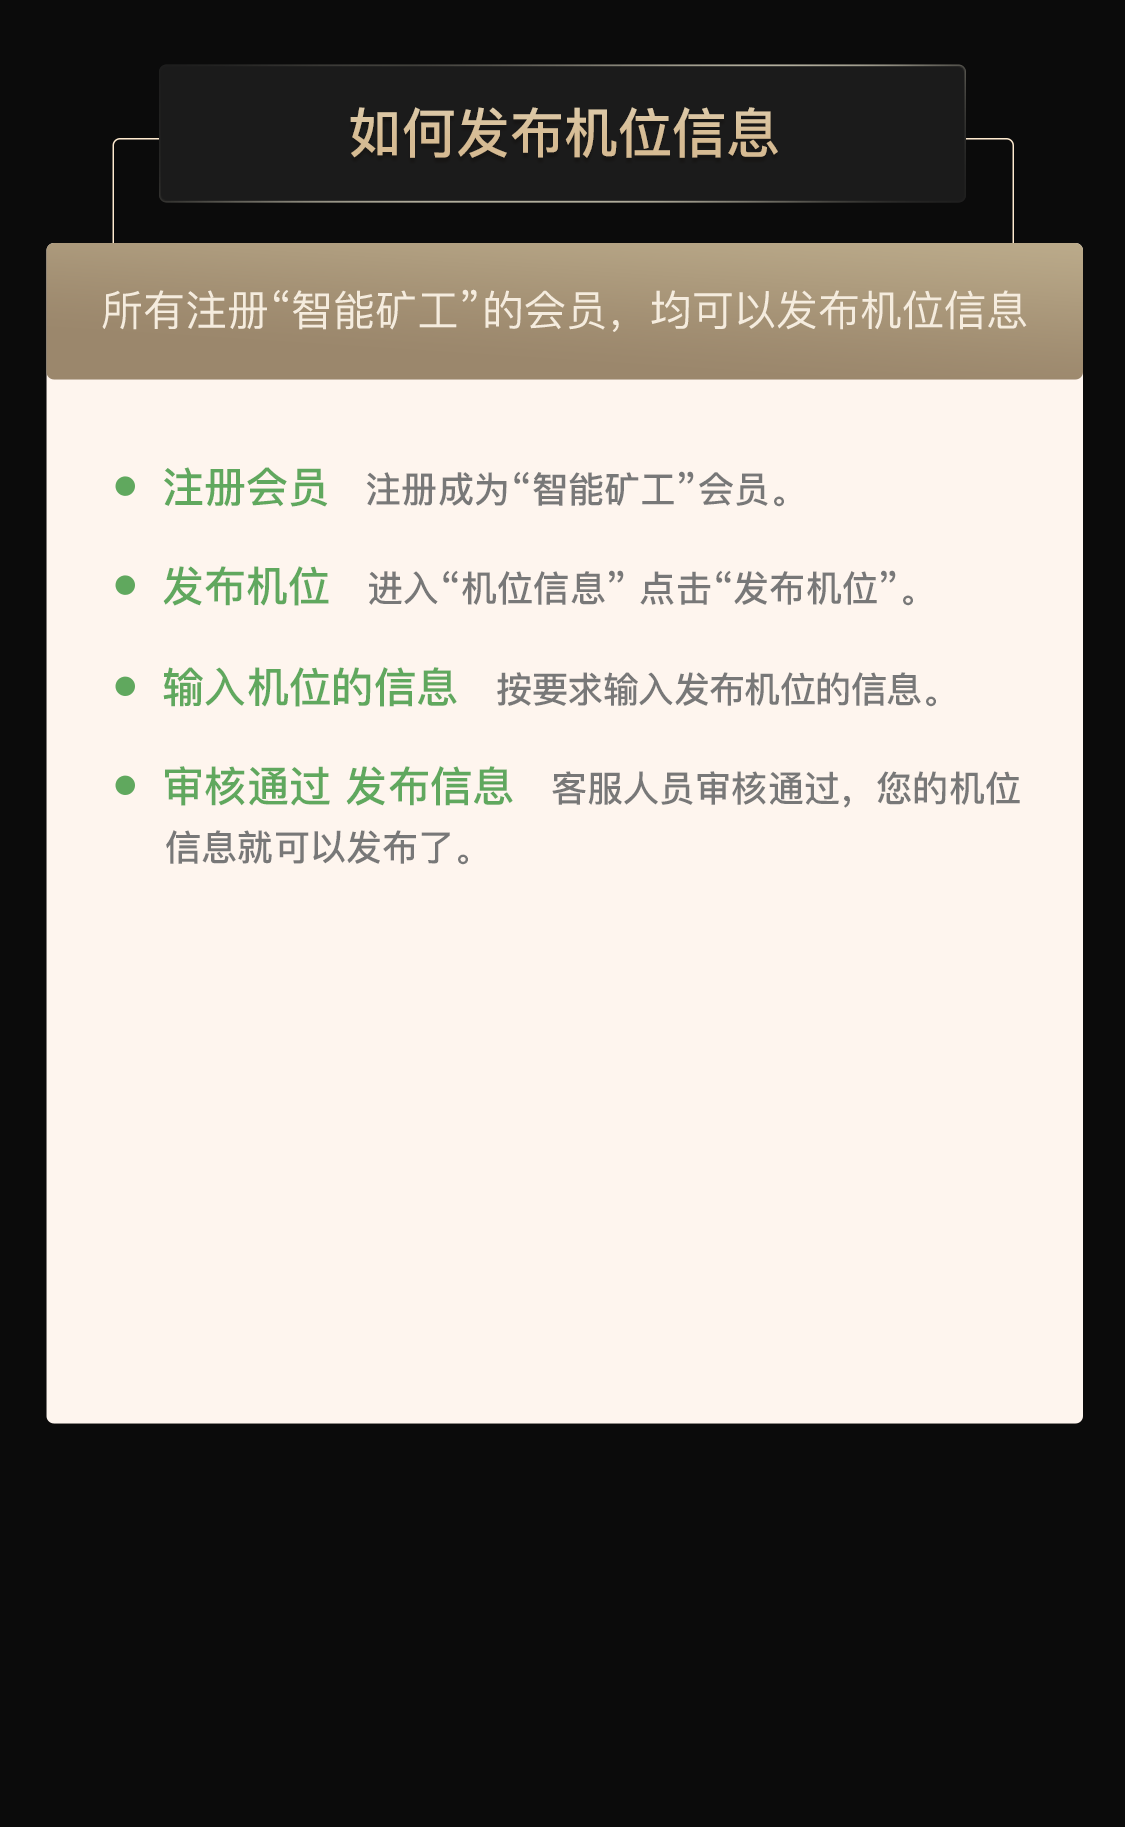 如何发布机位信息
所有注册“智能矿工”的会员，均可以发布机位信息
注册会员 注册成为“智能矿工”会员。
发布机位 进入“机位信息” 点击“发布机位”。
输入机位的信息 按要求输入发布机位的信息。
审核通过 发布信息 客服人员审核通过，您的机位
信息就可以发布了。